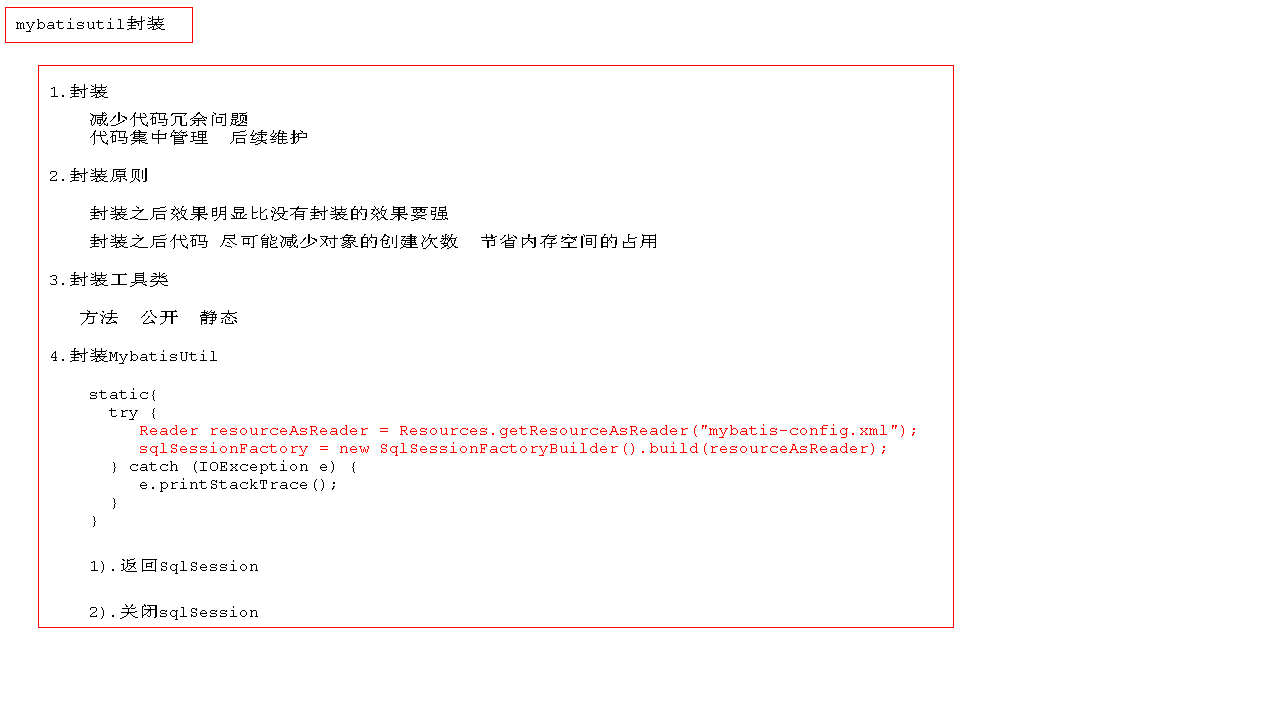 mybatisutil封装
1.封装
减少代码冗余问题
代码集中管理 后续维护
2.封装原则
封装之后效果明显比没有封装的效果要强
封装之后代码 尽可能减少对象的创建次数 节省内存空间的占用
3.封装工具类
方法 公开 静态
4.封装MybatisUtil
static{
try {
Reader resourceAsReader = Resources.getResourceAsReader("mybatis-config.xml");
sqlSessionFactory = new SqlSessionFactoryBuilder().build(resourceAsReader);
} catch (IOException e) {
e.printStackTrace();
}
}
1).返回SqlSession
2).关闭sqlSession